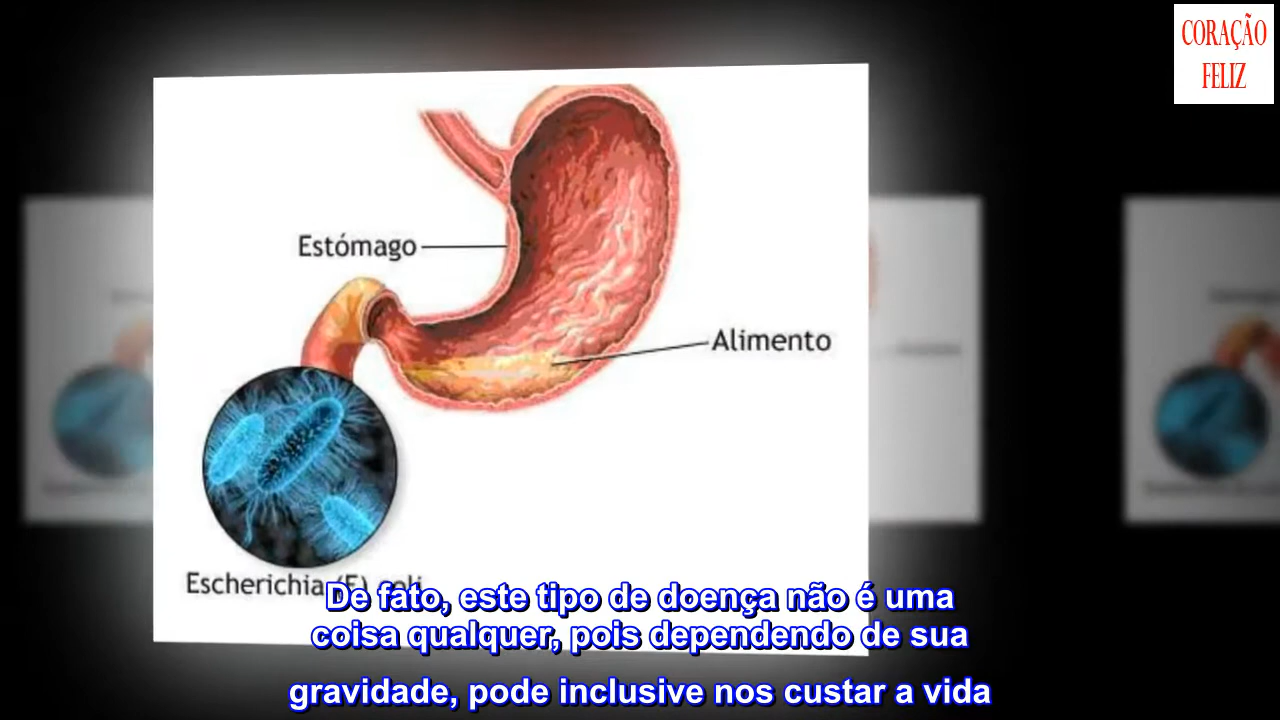 CORAÇÃO
FELIZ
Estómago
Alimento
Escherichia (E) coli
De fato, este tipo de doença não é uma
coisa qualquer, pois dependendo de sua
gravidade, pode inclusive nos custar a vida